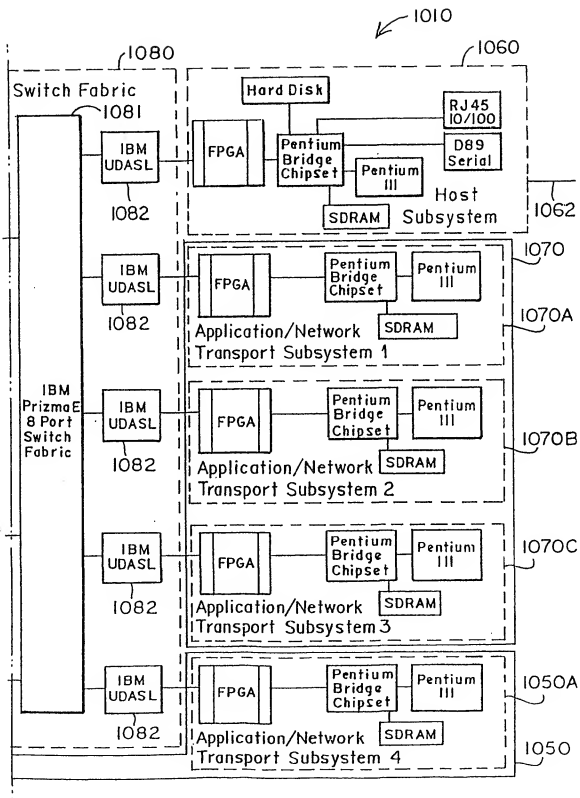 1010
1080
1060
Switch Fabric
1081
Hard Disk
RJ45
10/100
IBM
UDASL
FPGA
Pentium
Bridge
Chipset
D89
Serial
Pentium
III
1082
SDRAM
Host
Subsystem
1062
1070
IBM
UDASL
FPGA
Pentium
Bridge
Chipset
Pentium
III
1082
SDRAM
1070A
Application/Network
Transport Subsystem 1
IBM
PrizmaE
8 Port
Switch
Fabric
IBM
UDASL
FPGA
Pentium
Bridge
Chipset
Pentium
III
1082
SDRAM
1070B
Application/Network
Transport Subsystem 2
IBM
UDASL
FPGA
Pentium
Bridge
Chipset
Pentium
III
1070C
1082
SDRAM
Application/Network
Transport Subsystem 3
IBM
UDASL
FPGA
Pentium
Bridge
Chipset
Pentium
III
1050A
1082
SDRAM
Application/Network
Transport Subsystem 4
1050